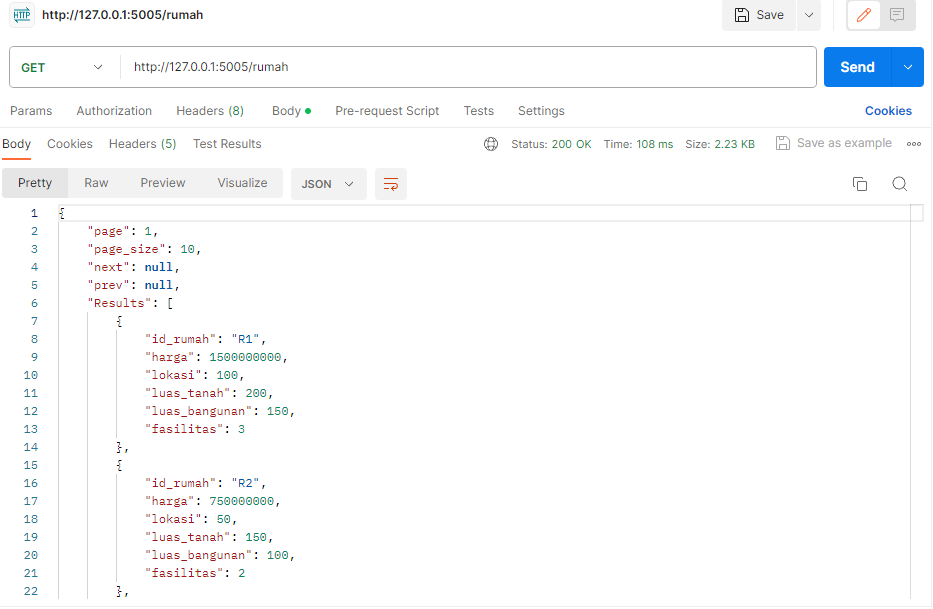 HTTP http://127.0.0.1:5005/rumah Save
GET http://127.0.0.1:5005/rumah Send
Params Authorization Headers (8) Body Pre-request Script Tests Settings Cookies
Body Cookies Headers (5) Test Results Status: 200 OK Time: 108 ms Size: 2.23 KB Save as example
Pretty Raw Preview Visualize JSON
1 {
2 "page": 1,
3 "page_size": 10,
4 "next": null,
5 "prev": null,
6 "Results": [
7 {
8 "id_rumah": "R1",
9 "harga": 1500000000,
10 "lokasi": 100,
11 "luas_tanah": 200,
12 "luas_bangunan": 150,
13 "fasilitas": 3
14 },
15 {
16 "id_rumah": "R2",
17 "harga": 750000000,
18 "lokasi": 50,
19 "luas_tanah": 150,
20 "luas_bangunan": 100,
21 "fasilitas": 2
22 },